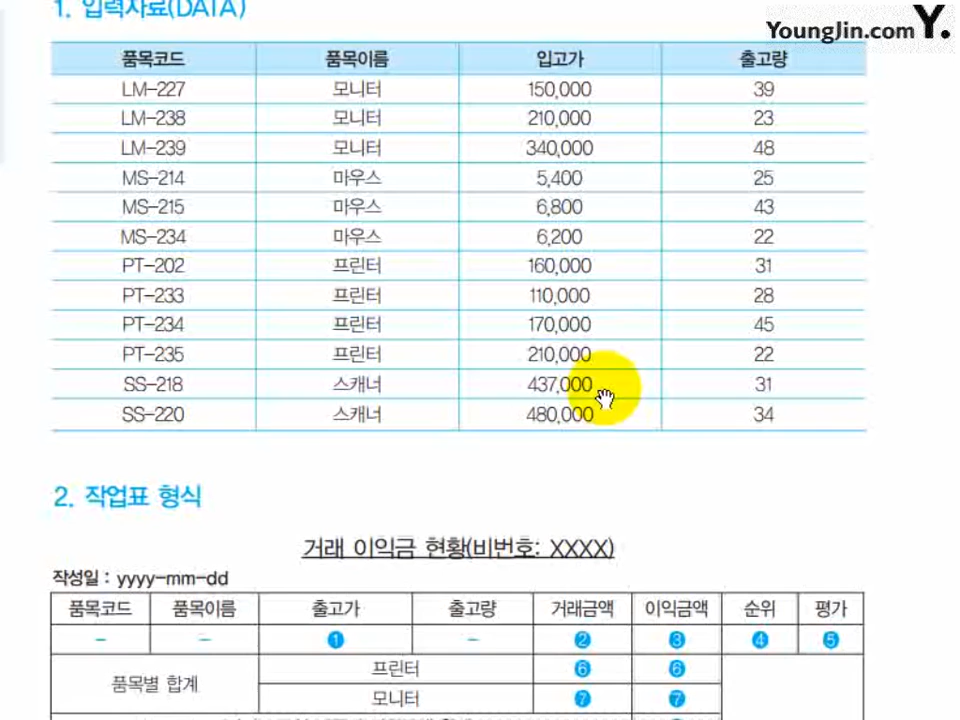 1. 입력자료(DATA)
YoungJin.com Y.
품목코드 품목이름 입고가 출고량
LM-227 모니터 150,000 39
LM-238 모니터 210,000 23
LM-239 모니터 340,000 48
MS-214 마우스 5,400 25
MS-215 마우스 6,800 43
MS-234 마우스 6,200 22
PT-202 프린터 160,000 31
PT-233 프린터 110,000 28
PT-234 프린터 170,000 45
PT-235 프린터 210,000 22
SS-218 스캐너 437,000 31
SS-220 스캐너 480,000 34
2. 작업표 형식
거래 이익금 현황(비번호: XXXX)
작성일 : yyyy-mm-dd
품목코드 품목이름 출고가 출고량 거래금액 이익금액 순위 평가
- - ❶ - ❷ ❸ ❹ ❺
품목별 합계 프린터 ❻ ❻
모니터 ❼ ❼